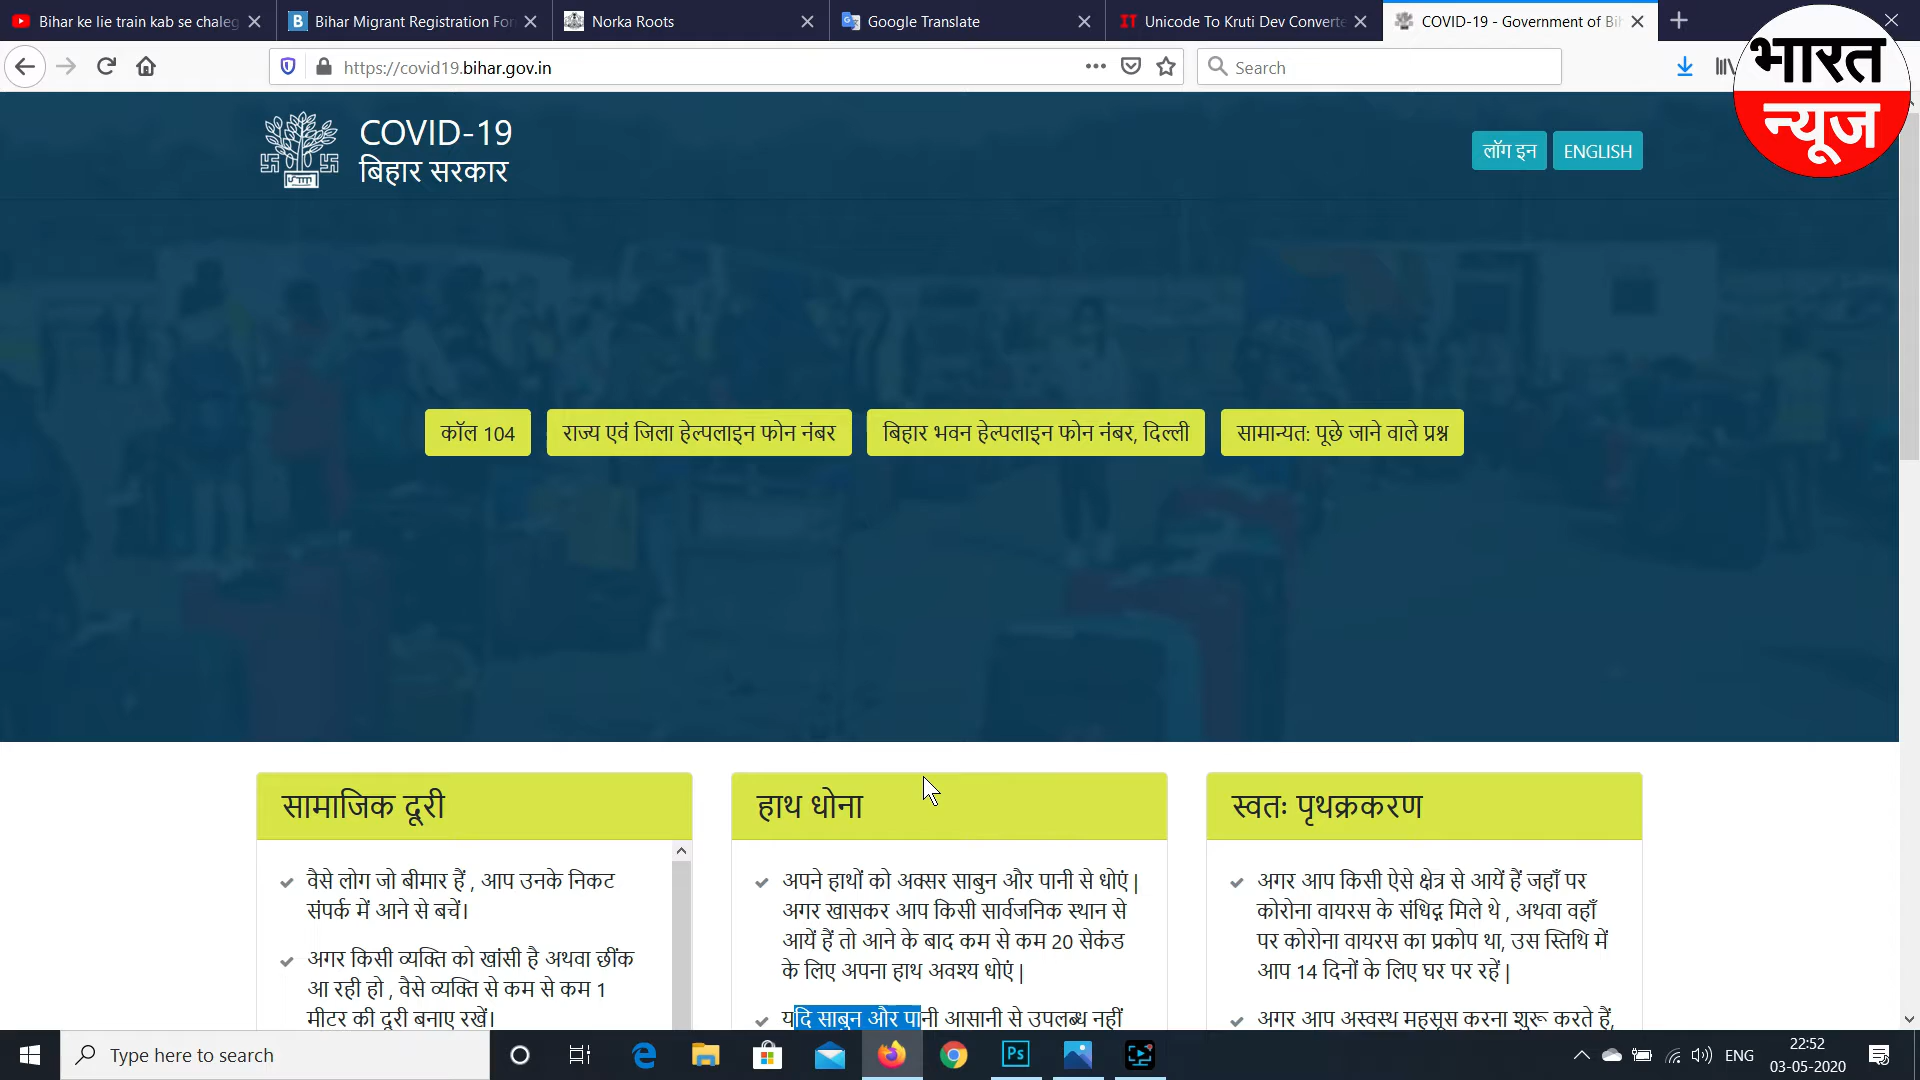 Bihar ke lie train kab se chaleg
Bihar Migrant Registration For
Norka Roots
Google Translate
Unicode To Kruti Dev Converte
COVID-19 - Government of Bih
https://covid19.bihar.gov.in
Search
भारत
न्यूज
COVID-19
बिहार सरकार
लॉग इन
ENGLISH
कॉल 104
राज्य एवं जिला हेल्पलाइन फोन नंबर
बिहार भवन हेल्पलाइन फोन नंबर, दिल्ली
सामान्यत: पूछे जाने वाले प्रश्न
सामाजिक दूरी
वैसे लोग जो बीमार हैं , आप उनके निकट
संपर्क में आने से बचें।
अगर किसी व्यक्ति को खांसी है अथवा छींक
आ रही हो , वैसे व्यक्ति से कम से कम 1
मीटर की दूरी बनाए रखें।
हाथ धोना
अपने हाथों को अक्सर साबुन और पानी से धोएं |
अगर खासकर आप किसी सार्वजनिक स्थान से
आयें हैं तो आने के बाद कम से कम 20 सेकंड
के लिए अपना हाथ अवश्य धोएं |
यदि साबुन और पानी आसानी से उपलब्ध नहीं
स्वतः पृथक्रकरण
अगर आप किसी ऐसे क्षेत्र से आयें हैं जहाँ पर
कोरोना वायरस के संधिद्ग मिले थे , अथवा वहाँ
पर कोरोना वायरस का प्रकोप था, उस स्तिथि में
आप 14 दिनों के लिए घर पर रहें |
अगर आप अस्वस्थ महसूस करना शुरू करते हैं,
Type here to search
Ps
ENG
22:52
03-05-2020